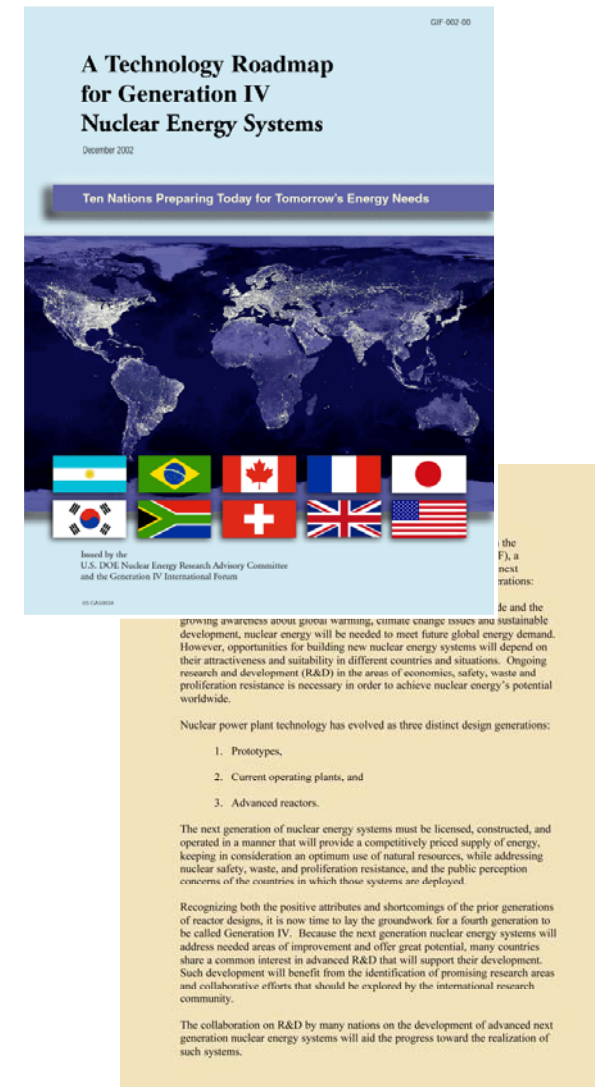 GIF-002-00
A Technology Roadmap
for Generation IV
Nuclear Energy Systems
December 2002
Ten Nations Preparing Today for Tomorrow's Energy Needs
Issued by the
U.S. DOE Nuclear Energy Research Advisory Committee
and the Generation IV International Forum
the
F), a
next
rations:
de and the
growing awareness about global warming, climate change issues and sustainable
development, nuclear energy will be needed to meet future global energy demand.
However, opportunities for building new nuclear energy systems will depend on
their attractiveness and suitability in different countries and situations. Ongoing
research and development (R&D) in the areas of economics, safety, waste and
proliferation resistance is necessary in order to achieve nuclear energy's potential
worldwide.
Nuclear power plant technology has evolved as three distinct design generations:
1. Prototypes,
2. Current operating plants, and
3. Advanced reactors.
The next generation of nuclear energy systems must be licensed, constructed, and
operated in a manner that will provide a competitively priced supply of energy,
keeping in consideration an optimum use of natural resources, while addressing
nuclear safety, waste, and proliferation resistance, and the public perception
concerns of the countries in which those systems are deployed.
Recognizing both the positive attributes and shortcomings of the prior generations
of reactor designs, it is now time to lay the groundwork for a fourth generation to
be called Generation IV. Because the next generation nuclear energy systems will
address needed areas of improvement and offer great potential, many countries
share a common interest in advanced R&D that will support their development.
Such development will benefit from the identification of promising research areas
and collaborative efforts that should be explored by the international research
community.
The collaboration on R&D by many nations on the development of advanced next
generation nuclear energy systems will aid the progress toward the realization of
such systems.